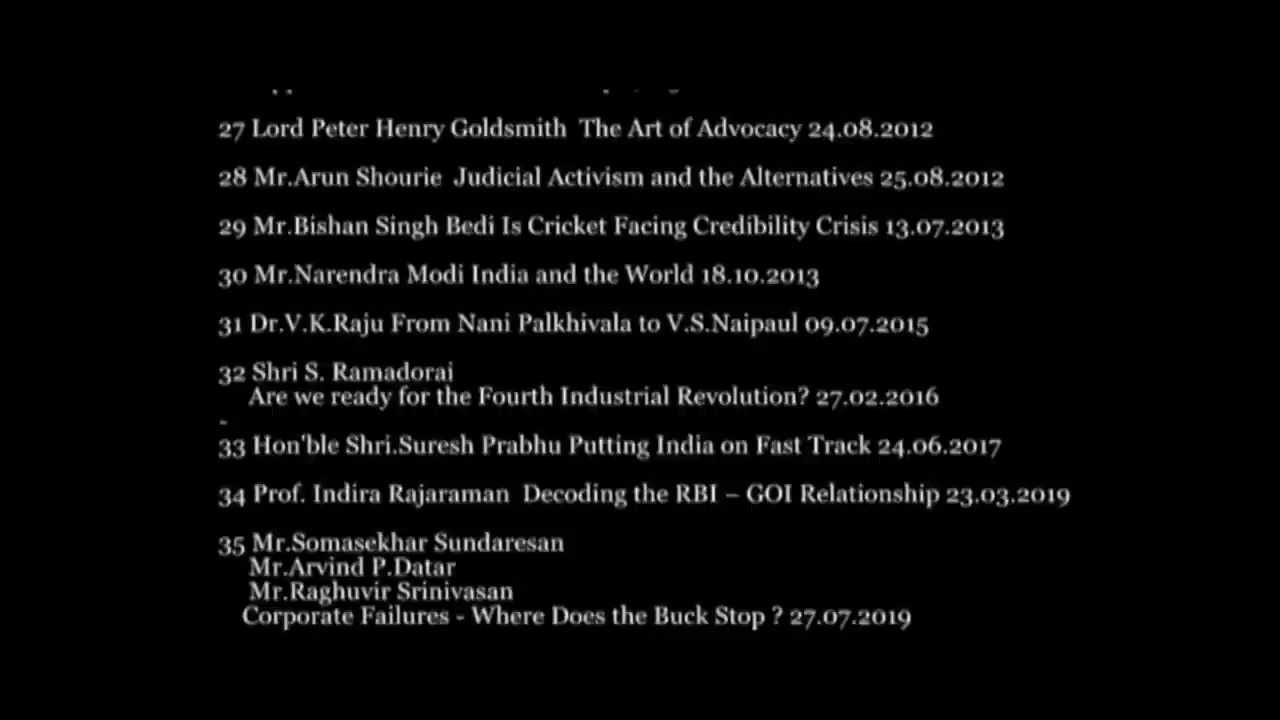 27 Lord Peter Henry Goldsmith The Art of Advocacy 24.08.2012
28 Mr.Arun Shourie Judicial Activism and the Alternatives 25.08.2012
29 Mr.Bishan Singh Bedi Is Cricket Facing Credibility Crisis 13.07.2013
30 Mr.Narendra Modi India and the World 18.10.2013
31 Dr.V.K.Raju From Nani Palkhivala to V.S.Naipaul 09.07.2015
32 Shri S. Ramadorai
Are we ready for the Fourth Industrial Revolution? 27.02.2016
-
33 Hon'ble Shri.Suresh Prabhu Putting India on Fast Track 24.06.2017
34 Prof. Indira Rajaraman Decoding the RBI – GOI Relationship 23.03.2019
35 Mr.Somasekhar Sundaresan
Mr.Arvind P.Datar
Mr.Raghuvir Srinivasan
Corporate Failures - Where Does the Buck Stop ? 27.07.2019